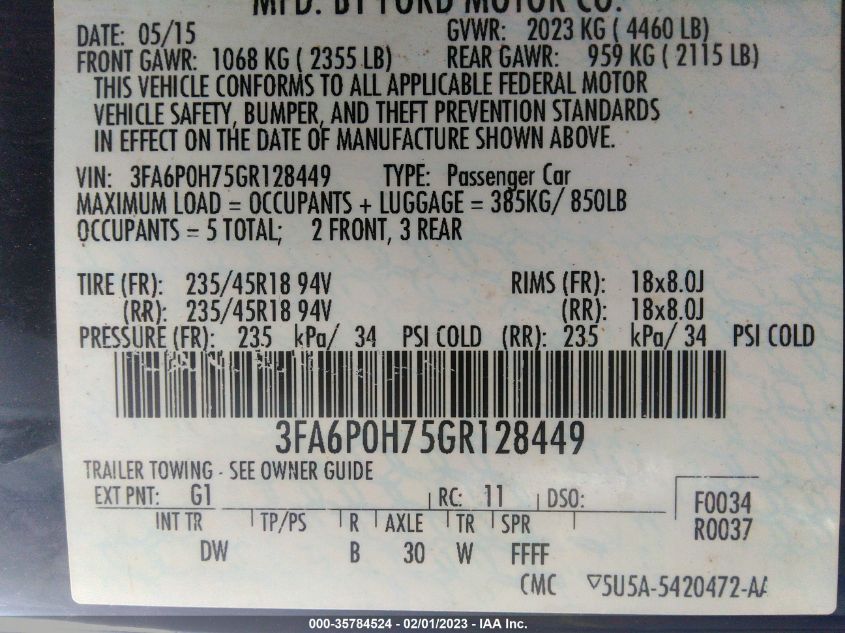 MFD. BY FORD MOTOR CO.
DATE: 05/15 GVWR: 2023 KG ( 4460 LB)
FRONT GAWR: 1068 KG ( 2355 LB) REAR GAWR: 959 KG ( 2115 LB)
THIS VEHICLE CONFORMS TO ALL APPLICABLE FEDERAL MOTOR
VEHICLE SAFETY, BUMPER, AND THEFT PREVENTION STANDARDS
IN EFFECT ON THE DATE OF MANUFACTURE SHOWN ABOVE.
VIN: 3FA6P0H75GR128449 TYPE: Passenger Car
MAXIMUM LOAD = OCCUPANTS + LUGGAGE = 385KG/ 850LB
OCCUPANTS = 5 TOTAL; 2 FRONT, 3 REAR
TIRE (FR): 235/45R18 94V RIMS (FR): 18x8.0J
(RR): 235/45R18 94V (RR): 18x8.0J
PRESSURE (FR): 235 kPa/ 34 PSI COLD (RR): 235 kPa/ 34 PSI COLD
3FA6P0H75GR128449
TRAILER TOWING - SEE OWNER GUIDE
EXT PNT: G1 RC: 11 DSO: F0034
INT TR TP/PS R AXLE TR SPR R0037
DW B 30 W FFFF
CMC ▽5U5A-5420472-AA
000-35784524 - 02/01/2023 - IAA Inc.